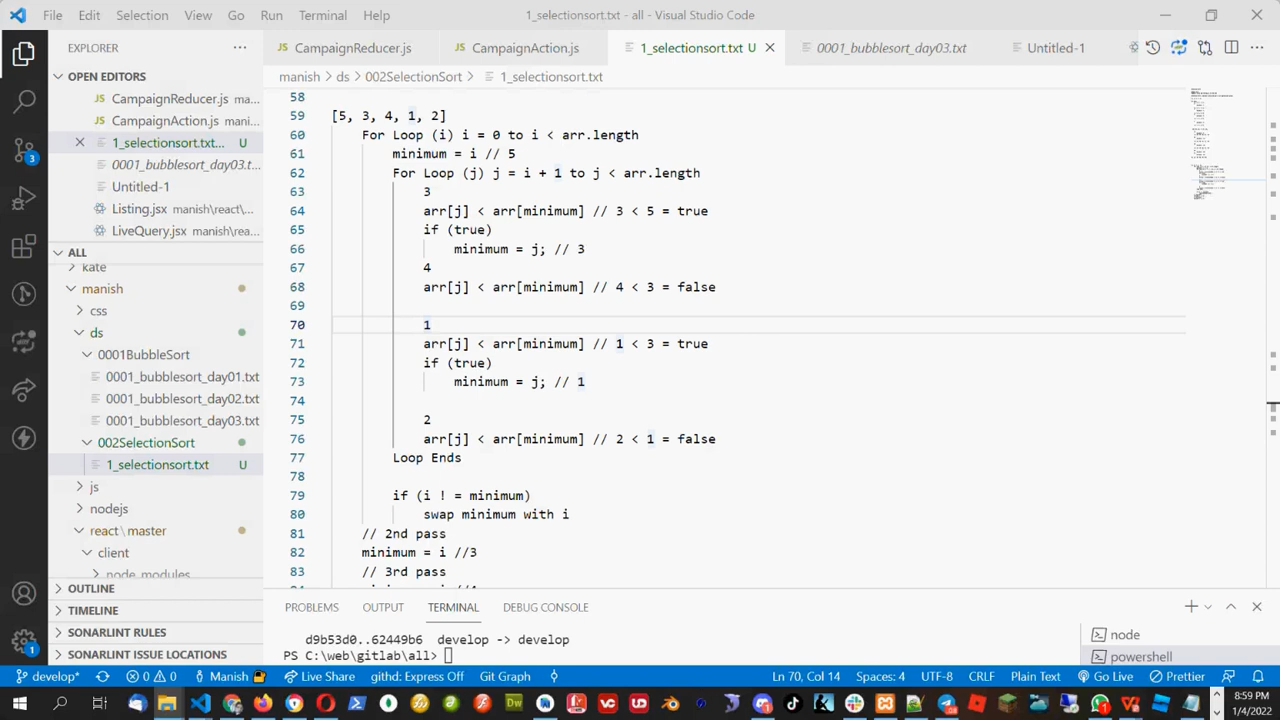 File Edit Selection View Go Run Terminal Help
1_selectionsort.txt - all - Visual Studio Code
EXPLORER
OPEN EDITORS
CampaignReducer.js ma...
CampaignAction.js ma...
1_selectionsort.txt... U
0001_bubblesort_day03.t...
Untitled-1
Listing.jsx manish\react\...
LiveQuery.jsx manish\rea...
ALL
kate
manish
css
ds
0001BubbleSort
0001_bubblesort_day01.txt
0001_bubblesort_day02.txt
0001_bubblesort_day03.txt
002SelectionSort
1_selectionsort.txt U
js
nodejs
react\master
client
node_modules
OUTLINE
TIMELINE
SONARLINT RULES
SONARLINT ISSUE LOCATIONS
3
1
CampaignReducer.js
CampaignAction.js
1_selectionsort.txt U
0001_bubblesort_day03.txt
Untitled-1
manish > ds > 002SelectionSort > 1_selectionsort.txt
58
59 [5, 3, 4, 1, 2]
60 For Loop (i) i = 0 to i < arr.length
61 minimum = i // 5
62 For Loop (j) j = i + 1 to j < arr.length
63 3
64 arr[j] < arr[minimum] // 3 < 5 = true
65 if (true)
66 minimum = j; // 3
67 4
68 arr[j] < arr[minimum] // 4 < 3 = false
69
70 1
71 arr[j] < arr[minimum] // 1 < 3 = true
72 if (true)
73 minimum = j; // 1
74
75 2
76 arr[j] < arr[minimum] // 2 < 1 = false
77 Loop Ends
78
79 if (i ! = minimum)
80 swap minimum with i
81 // 2nd pass
82 minimum = i //3
83 // 3rd pass
PROBLEMS OUTPUT TERMINAL DEBUG CONSOLE
d9b53d0..62449b6 develop -> develop
PS C:\web\gitlab\all>
node
powershell
develop* 0 0 Manish Live Share githd: Express Off Git Graph Ln 70, Col 14 Spaces: 4 UTF-8 CRLF Plain Text Go Live Prettier
8:59 PM
1/4/2022